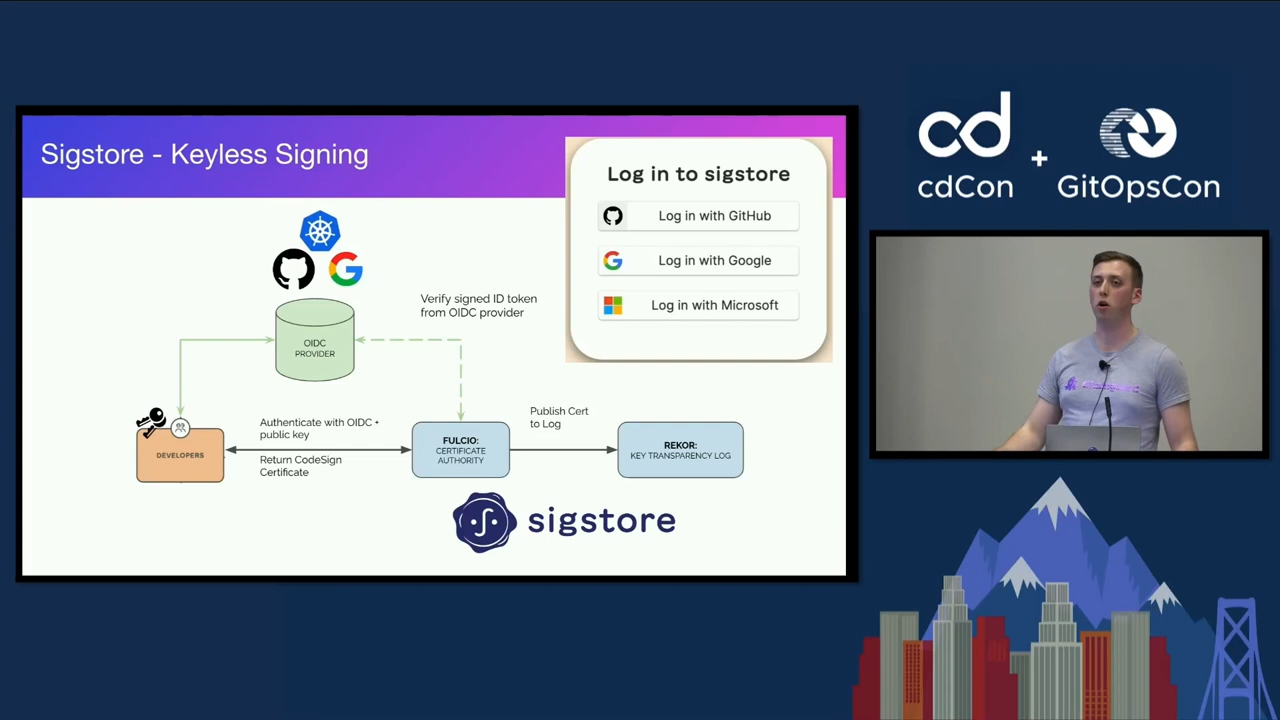 Sigstore - Keyless Signing
Log in to sigstore
Log in with GitHub
Log in with Google
Log in with Microsoft
Verify signed ID token
from OIDC provider
OIDC
PROVIDER
Publish Cert
to Log
Authenticate with OIDC +
public key
Return CodeSign
Certificate
DEVELOPERS
FULCIO:
CERTIFICATE
AUTHORITY
REKOR:
KEY TRANSPARENCY LOG
sigstore
cd
cdCon
+
GitOpsCon